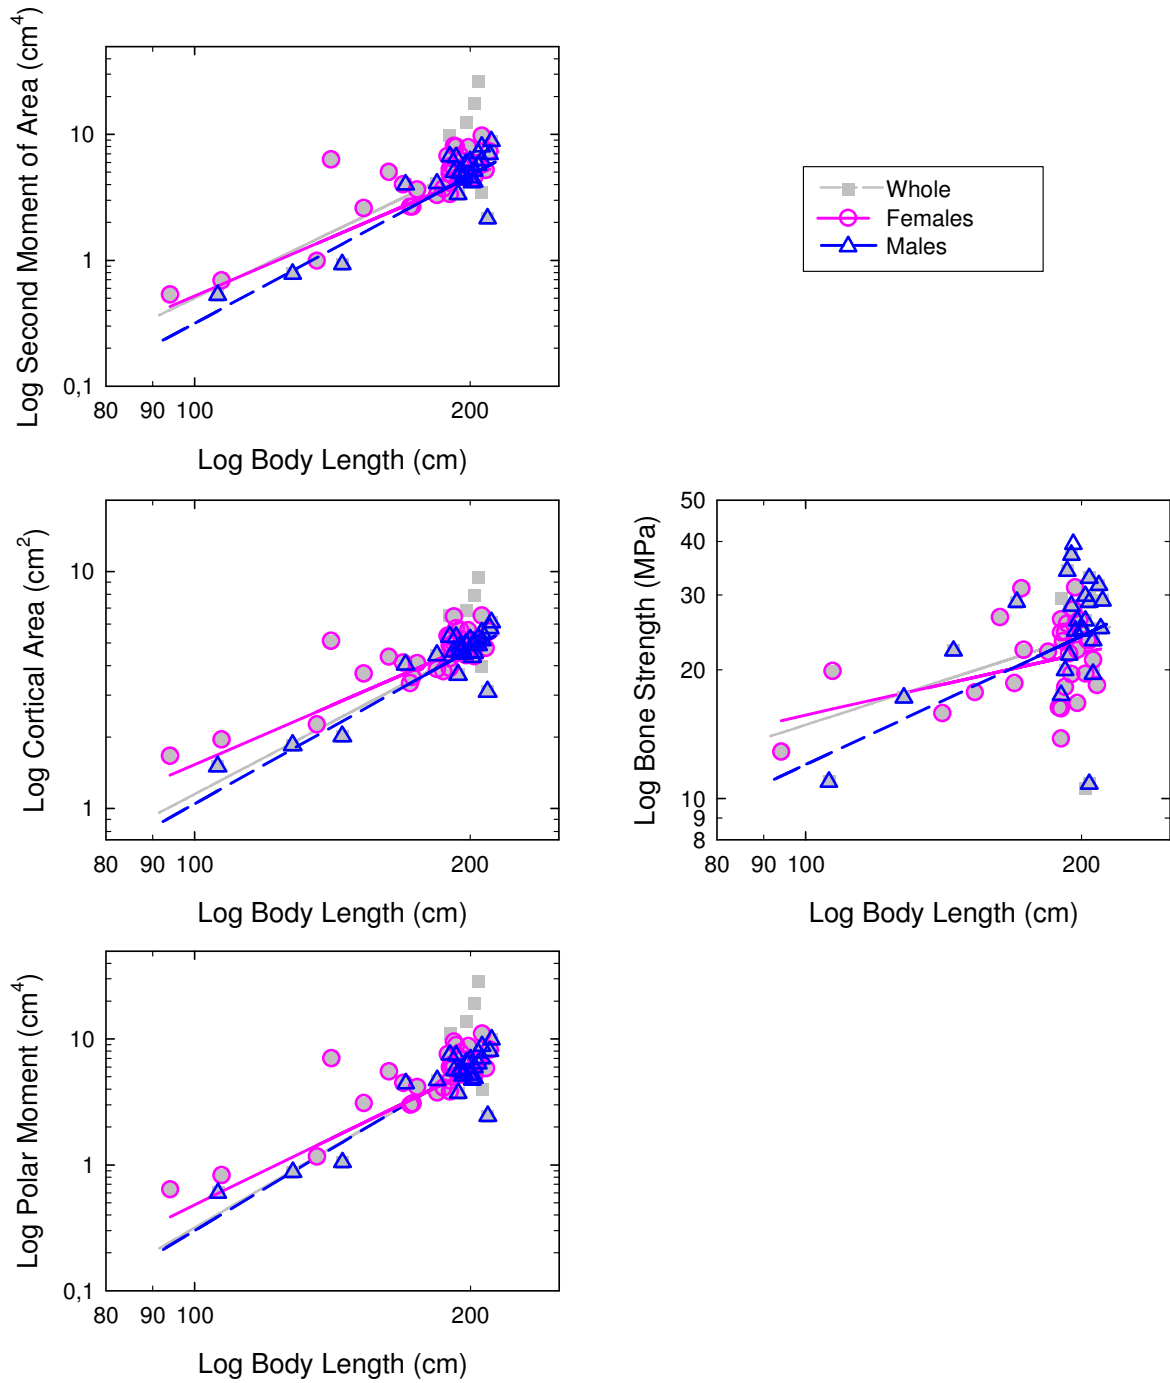 Log Second Moment of Area (cm4)
10
1
0,1
80 90 100 200
Log Body Length (cm)
Whole
Females
Males
Log Cortical Area (cm2)
10
1
80 90 100 200
Log Body Length (cm)
Log Bone Strength (MPa)
50
40
30
20
10
9
8
80 90 100 200
Log Body Length (cm)
Log Polar Moment (cm4)
10
1
0,1
80 90 100 200
Log Body Length (cm)